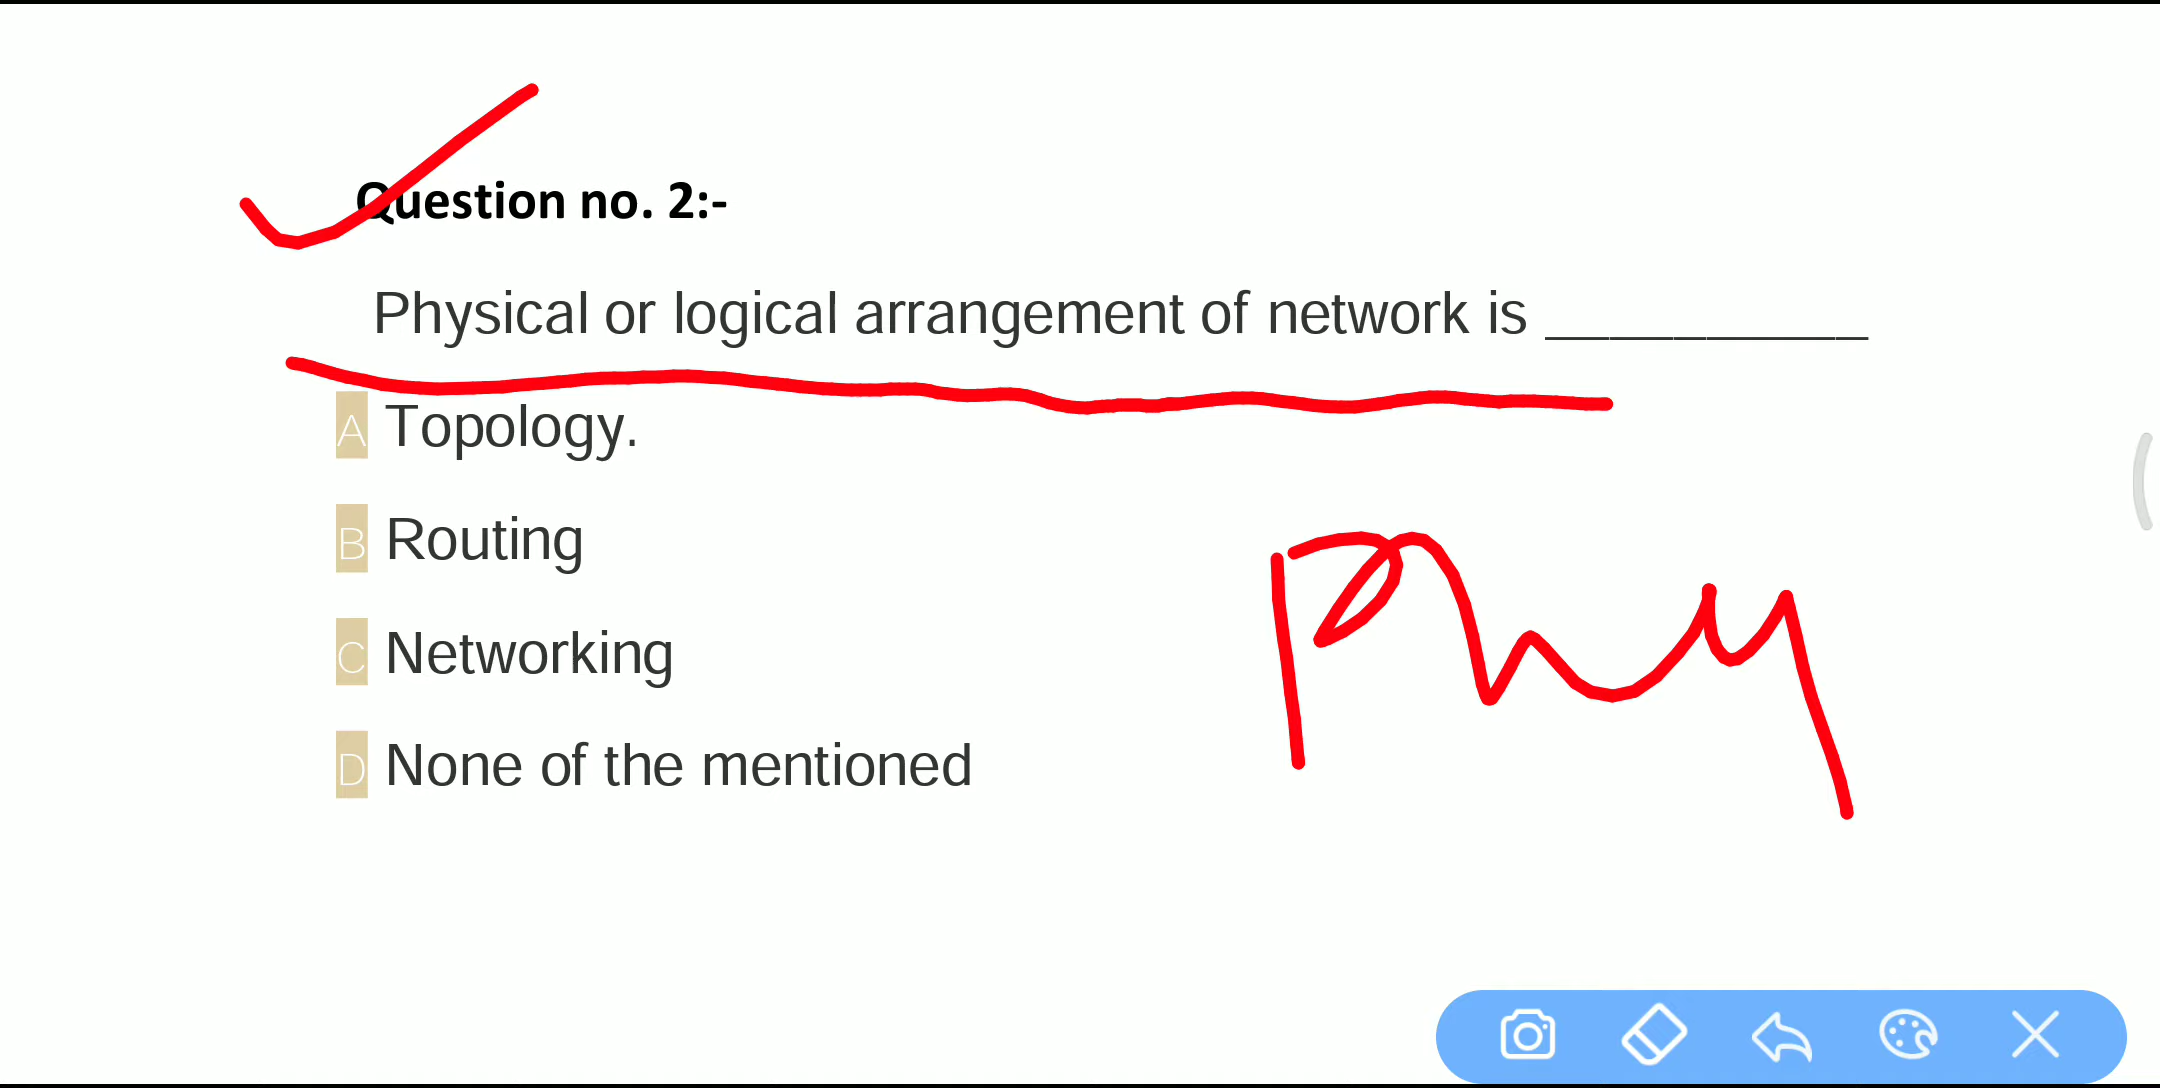 Question no. 2:-
Physical or logical arrangement of network is __________
A Topology.
B Routing
C Networking
D None of the mentioned
Phy